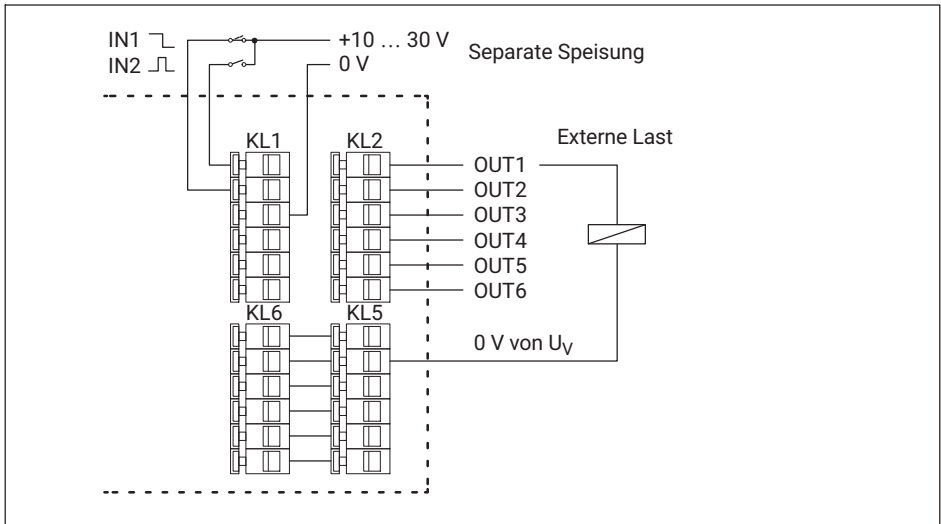 IN1
IN2
+10 … 30 V
0 V
Separate Speisung
KL1
KL2
Externe Last
OUT1
OUT2
OUT3
OUT4
OUT5
OUT6
KL6
KL5
0 V von UV